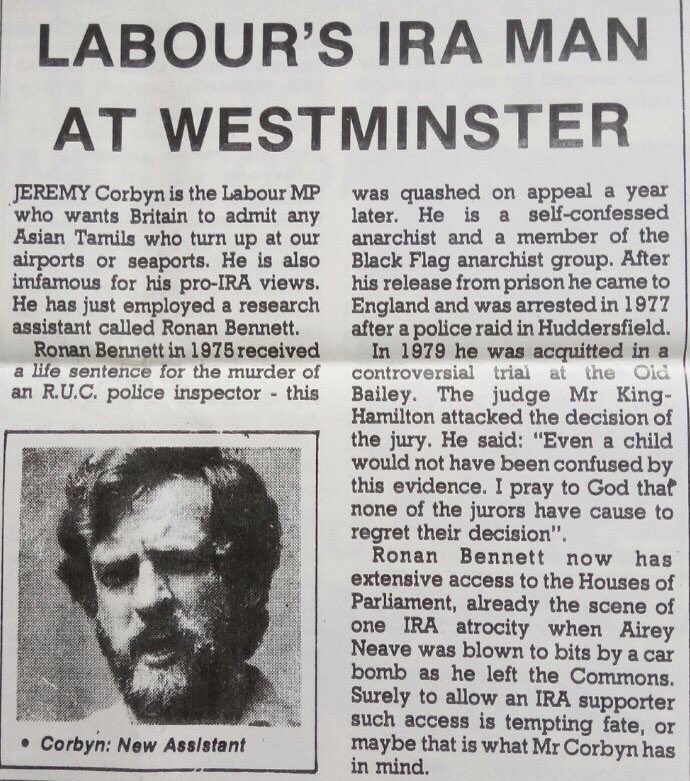 LABOUR'S IRA MAN
AT WESTMINSTER
JEREMY Corbyn is the Labour MP
who wants Britain to admit any
Asian Tamils who turn up at our
airports or seaports. He is also
imfamous for his pro-IRA views.
He has just employed a research
assistant called Ronan Bennett.
Ronan Bennett in 1975 received
a life sentence for the murder of
an R.U.C. police inspector - this
• Corbyn: New Assistant
was quashed on appeal a year
later. He is a self-confessed
anarchist and a member of the
Black Flag anarchist group. After
his release from prison he came to
England and was arrested in 1977
after a police raid in Huddersfield.
In 1979 he was acquitted in a
controversial trial at the Old
Bailey. The judge Mr King-
Hamilton attacked the decision of
the jury. He said: "Even a child
would not have been confused by
this evidence. I pray to God that
none of the jurors have cause to
regret their decision".
Ronan Bennett now has
extensive access to the Houses of
Parliament, already the scene of
one IRA atrocity when Airey
Neave was blown to bits by a car
bomb as he left the Commons.
Surely to allow an IRA supporter
such access is tempting fate, or
maybe that is what Mr Corbyn has
in mind.